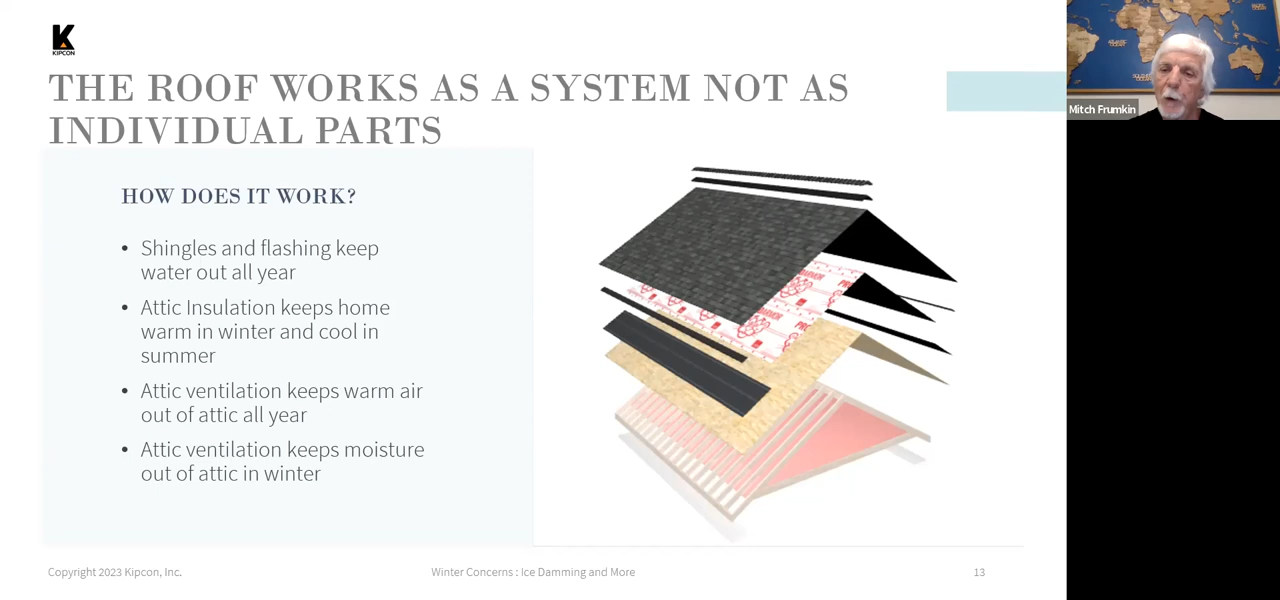 K
KIPCON
THE ROOF WORKS AS A SYSTEM NOT AS
INDIVIDUAL PARTS
HOW DOES IT WORK?
• Shingles and flashing keep
water out all year
• Attic Insulation keeps home
warm in winter and cool in
summer
• Attic ventilation keeps warm air
out of attic all year
• Attic ventilation keeps moisture
out of attic in winter
Copyright 2023 Kipcon, Inc.
Winter Concerns : Ice Damming and More
13
ATLANTIC
OCEAN
Mitch Frumkin